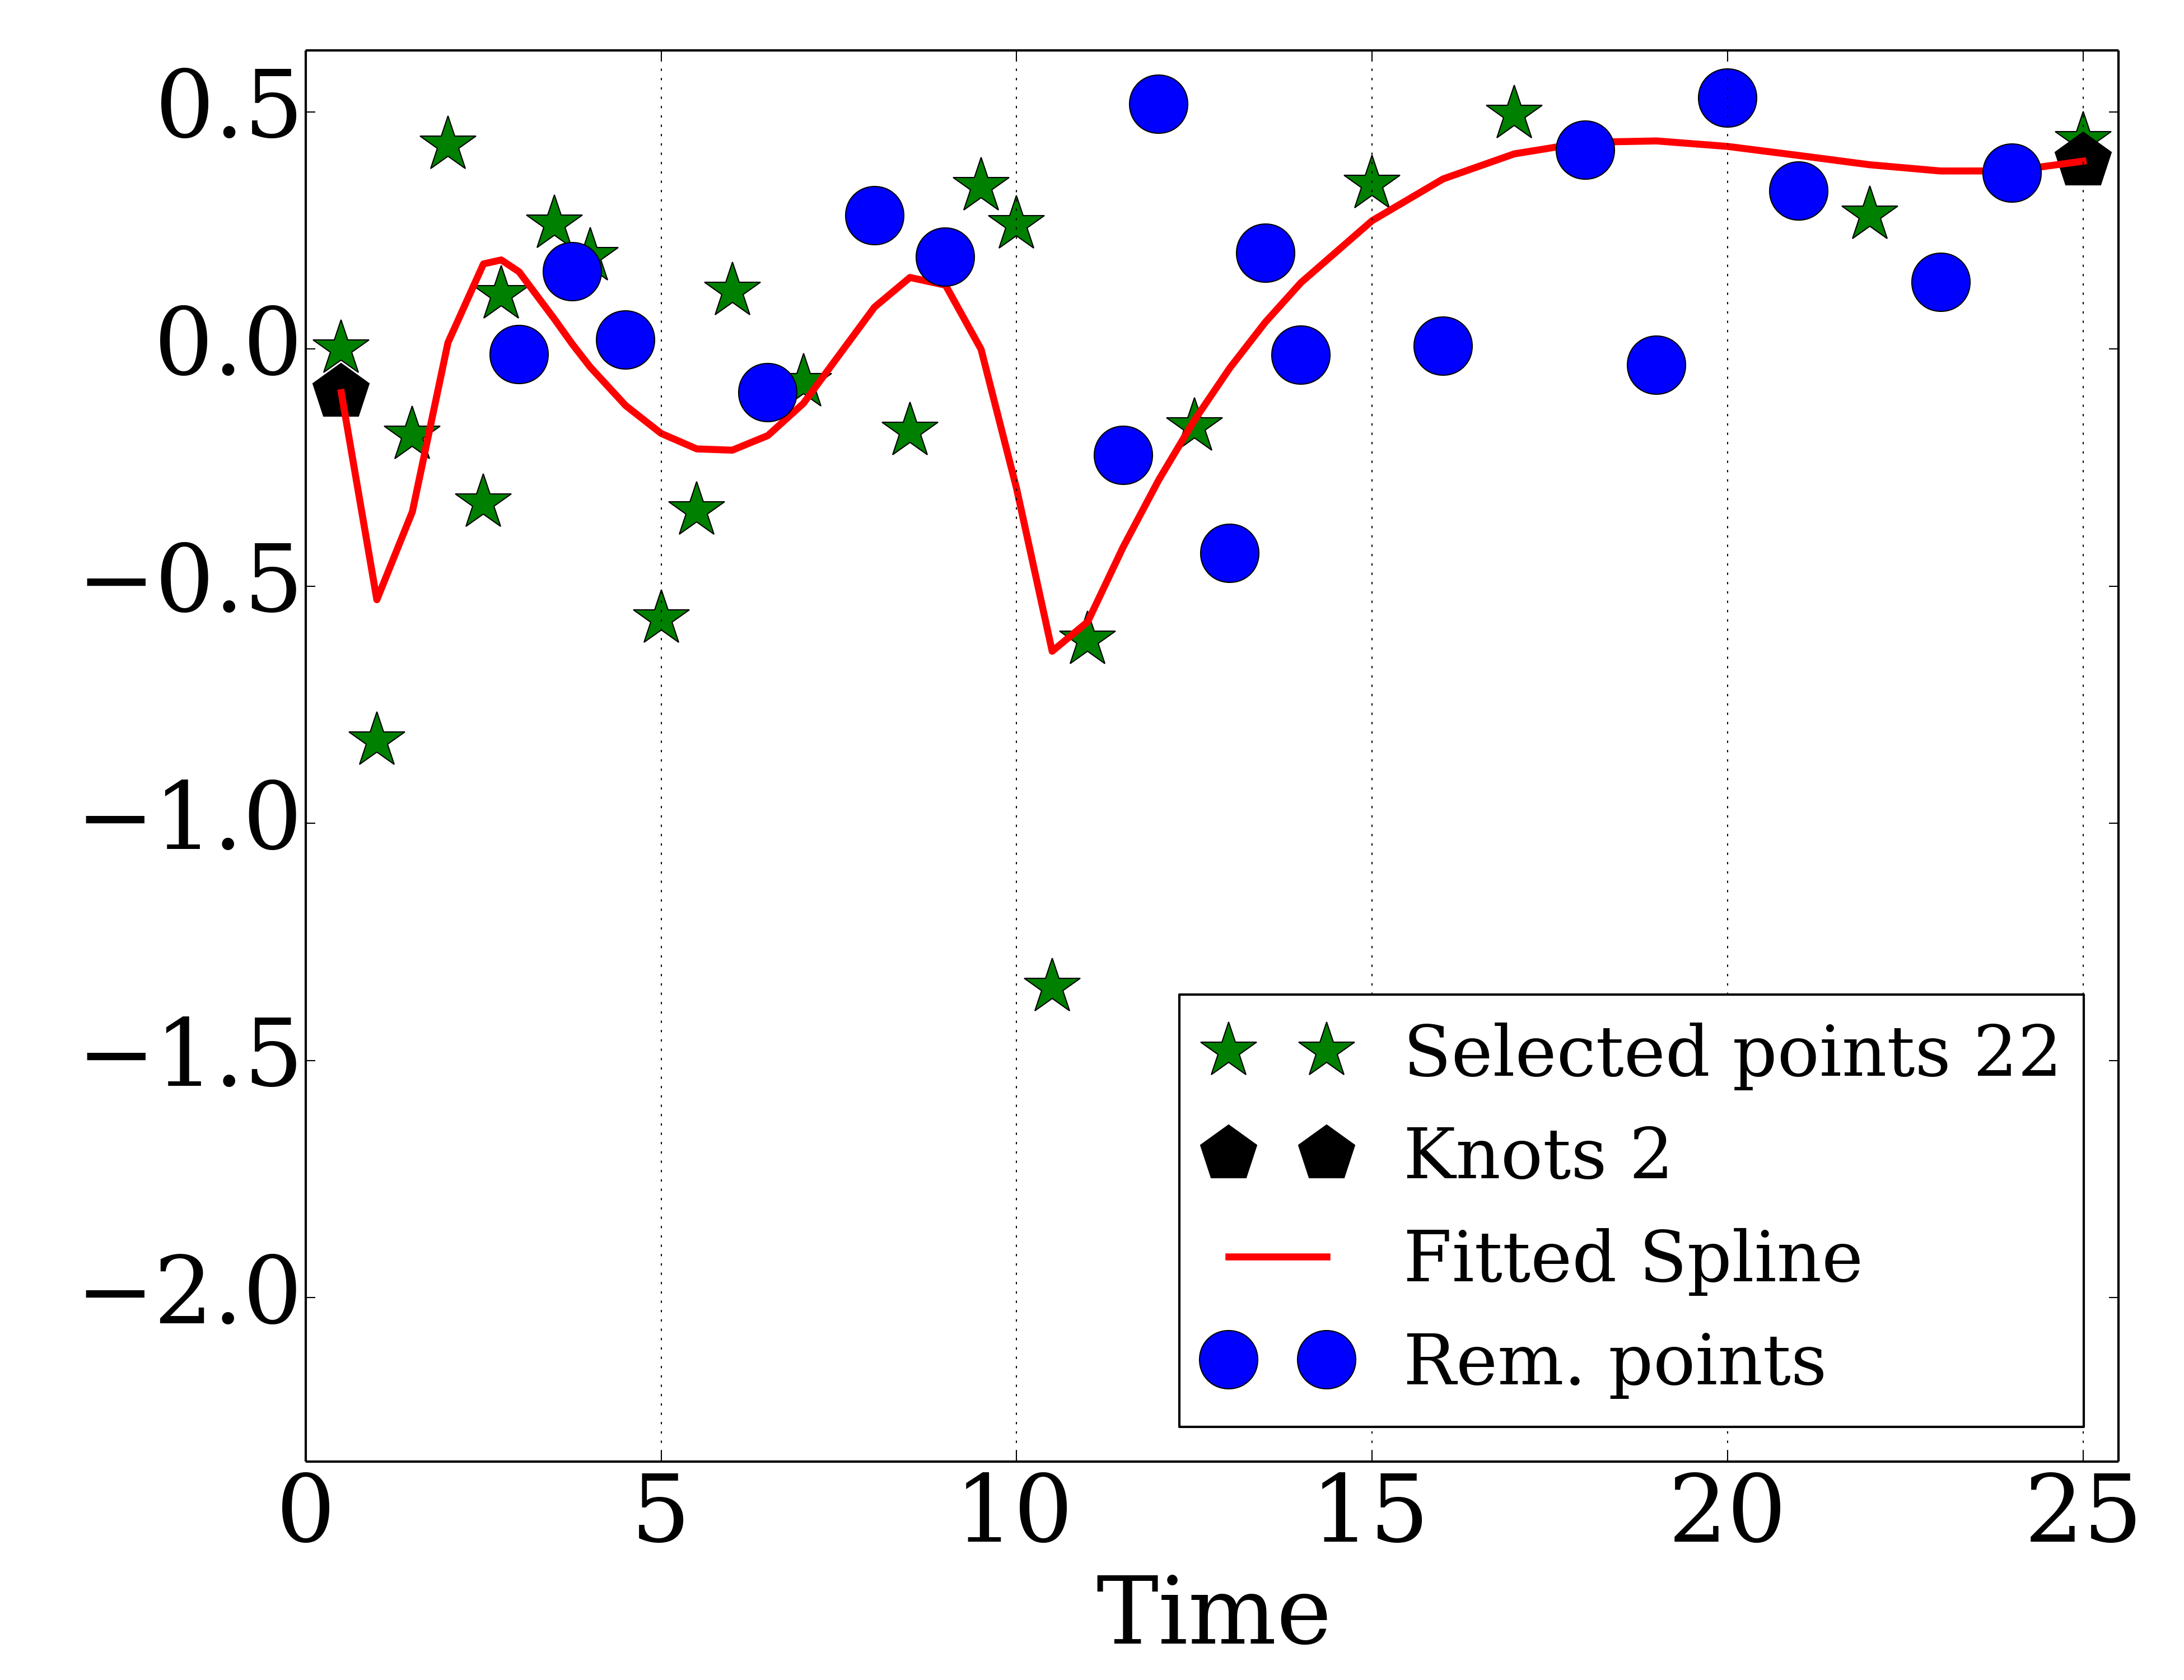 0.5
0.0
−0.5
−1.0
−1.5
−2.0
Selected points 22
Knots 2
Fitted Spline
Rem. points
0 5 10 15 20 25
Time